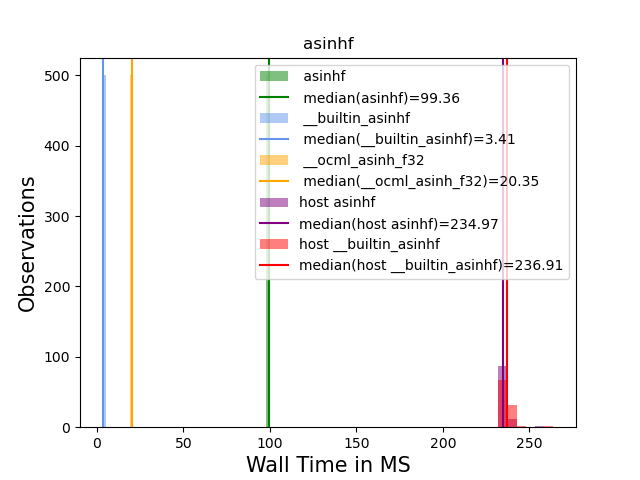 asinhf
Observations
500
400
300
200
100
0
asinhf
median(asinhf)=99.36
__builtin_asinhf
median(__builtin_asinhf)=3.41
__ocml_asinh_f32
median(__ocml_asinh_f32)=20.35
host asinhf
median(host asinhf)=234.97
host __builtin_asinhf
median(host __builtin_asinhf)=236.91
0 50 100 150 200 250
Wall Time in MS